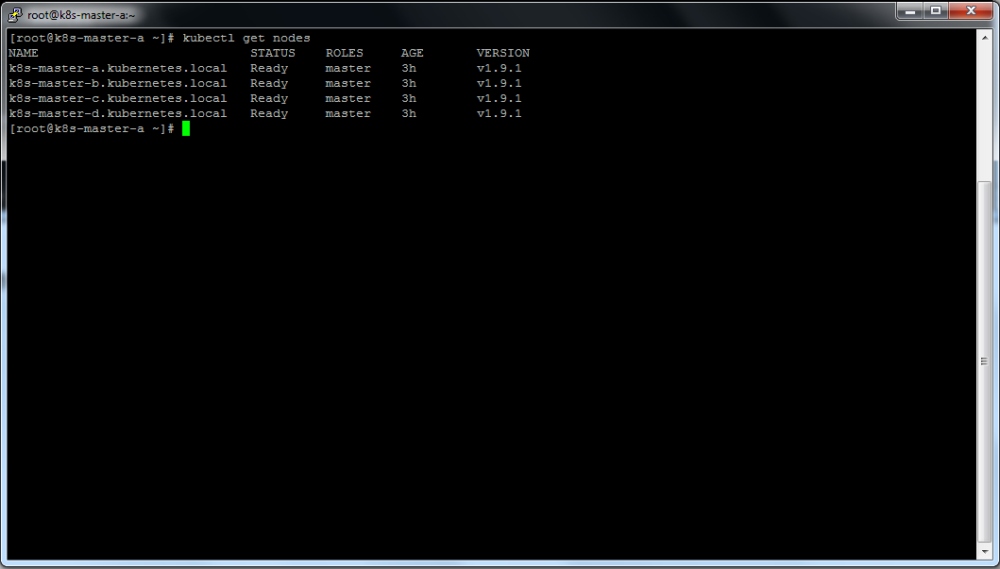 root@k8s-master-a:~
[root@k8s-master-a ~]# kubectl get nodes
NAME                            STATUS    ROLES     AGE       VERSION
k8s-master-a.kubernetes.local   Ready     master    3h        v1.9.1
k8s-master-b.kubernetes.local   Ready     master    3h        v1.9.1
k8s-master-c.kubernetes.local   Ready     master    3h        v1.9.1
k8s-master-d.kubernetes.local   Ready     master    3h        v1.9.1
[root@k8s-master-a ~]#